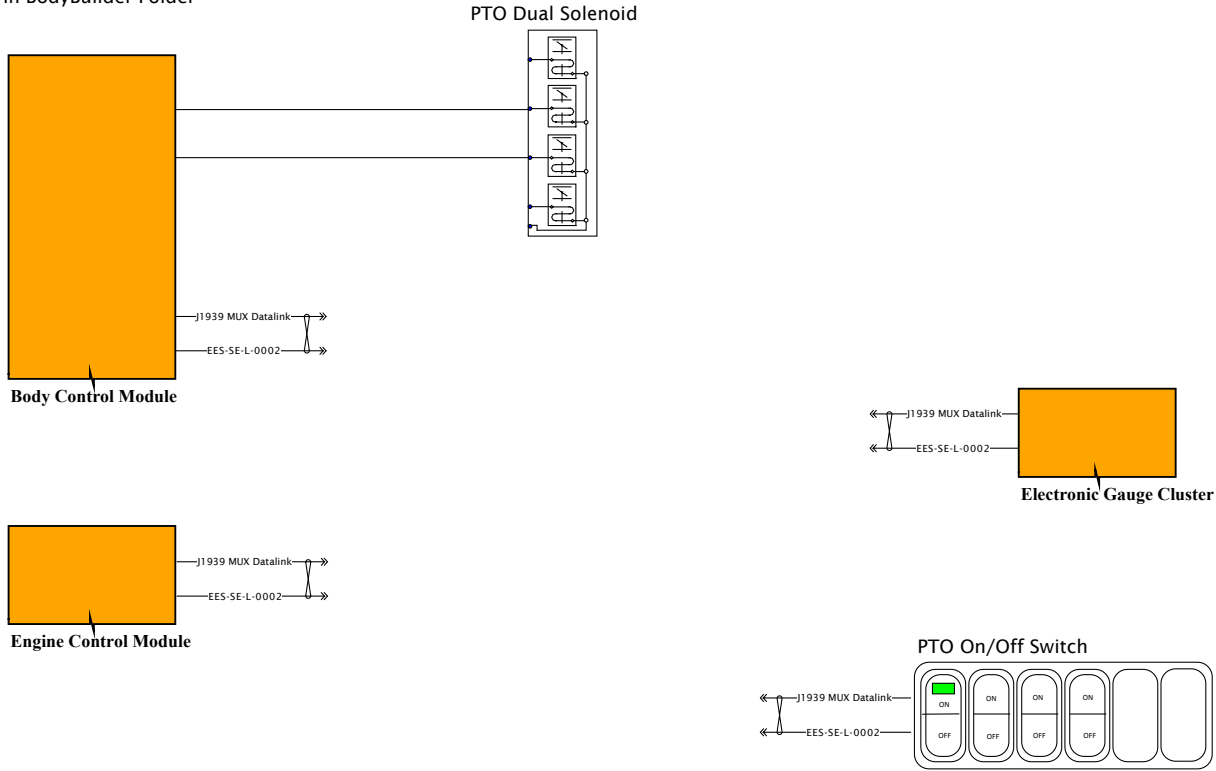 in BodyBuilder Folder
PTO Dual Solenoid
J1939 MUX Datalink
EES-SE-L-0002
Body Control Module
J1939 MUX Datalink
EES-SE-L-0002
Electronic Gauge Cluster
J1939 MUX Datalink
EES-SE-L-0002
Engine Control Module
PTO On/Off Switch
J1939 MUX Datalink
EES-SE-L-0002
ON ON ON ON
OFF OFF OFF OFF